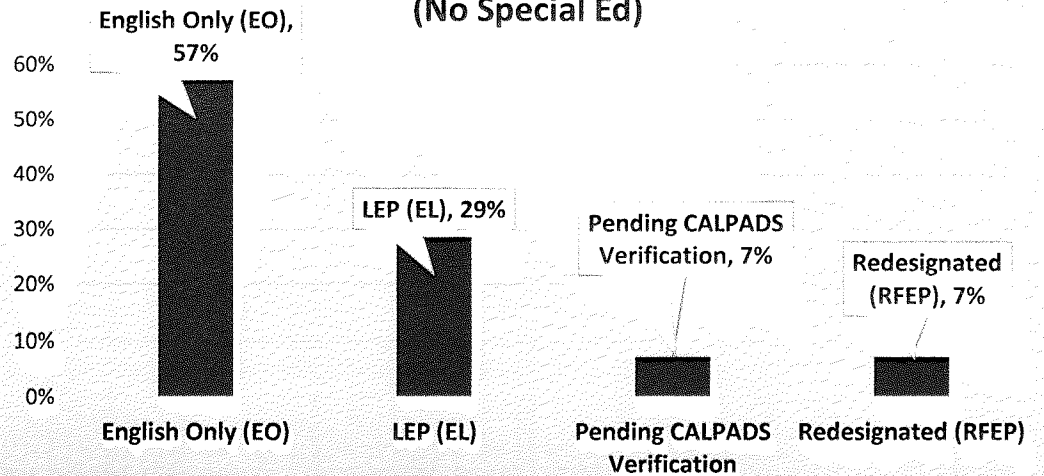 (No Special Ed)
English Only (EO),
57%
60%
50%
40%
30%
20%
10%
0%
LEP (EL), 29%
Pending CALPADS
Verification, 7%
Redesignated
(RFEP), 7%
English Only (EO)
LEP (EL)
Pending CALPADS
Verification
Redesignated (RFEP)